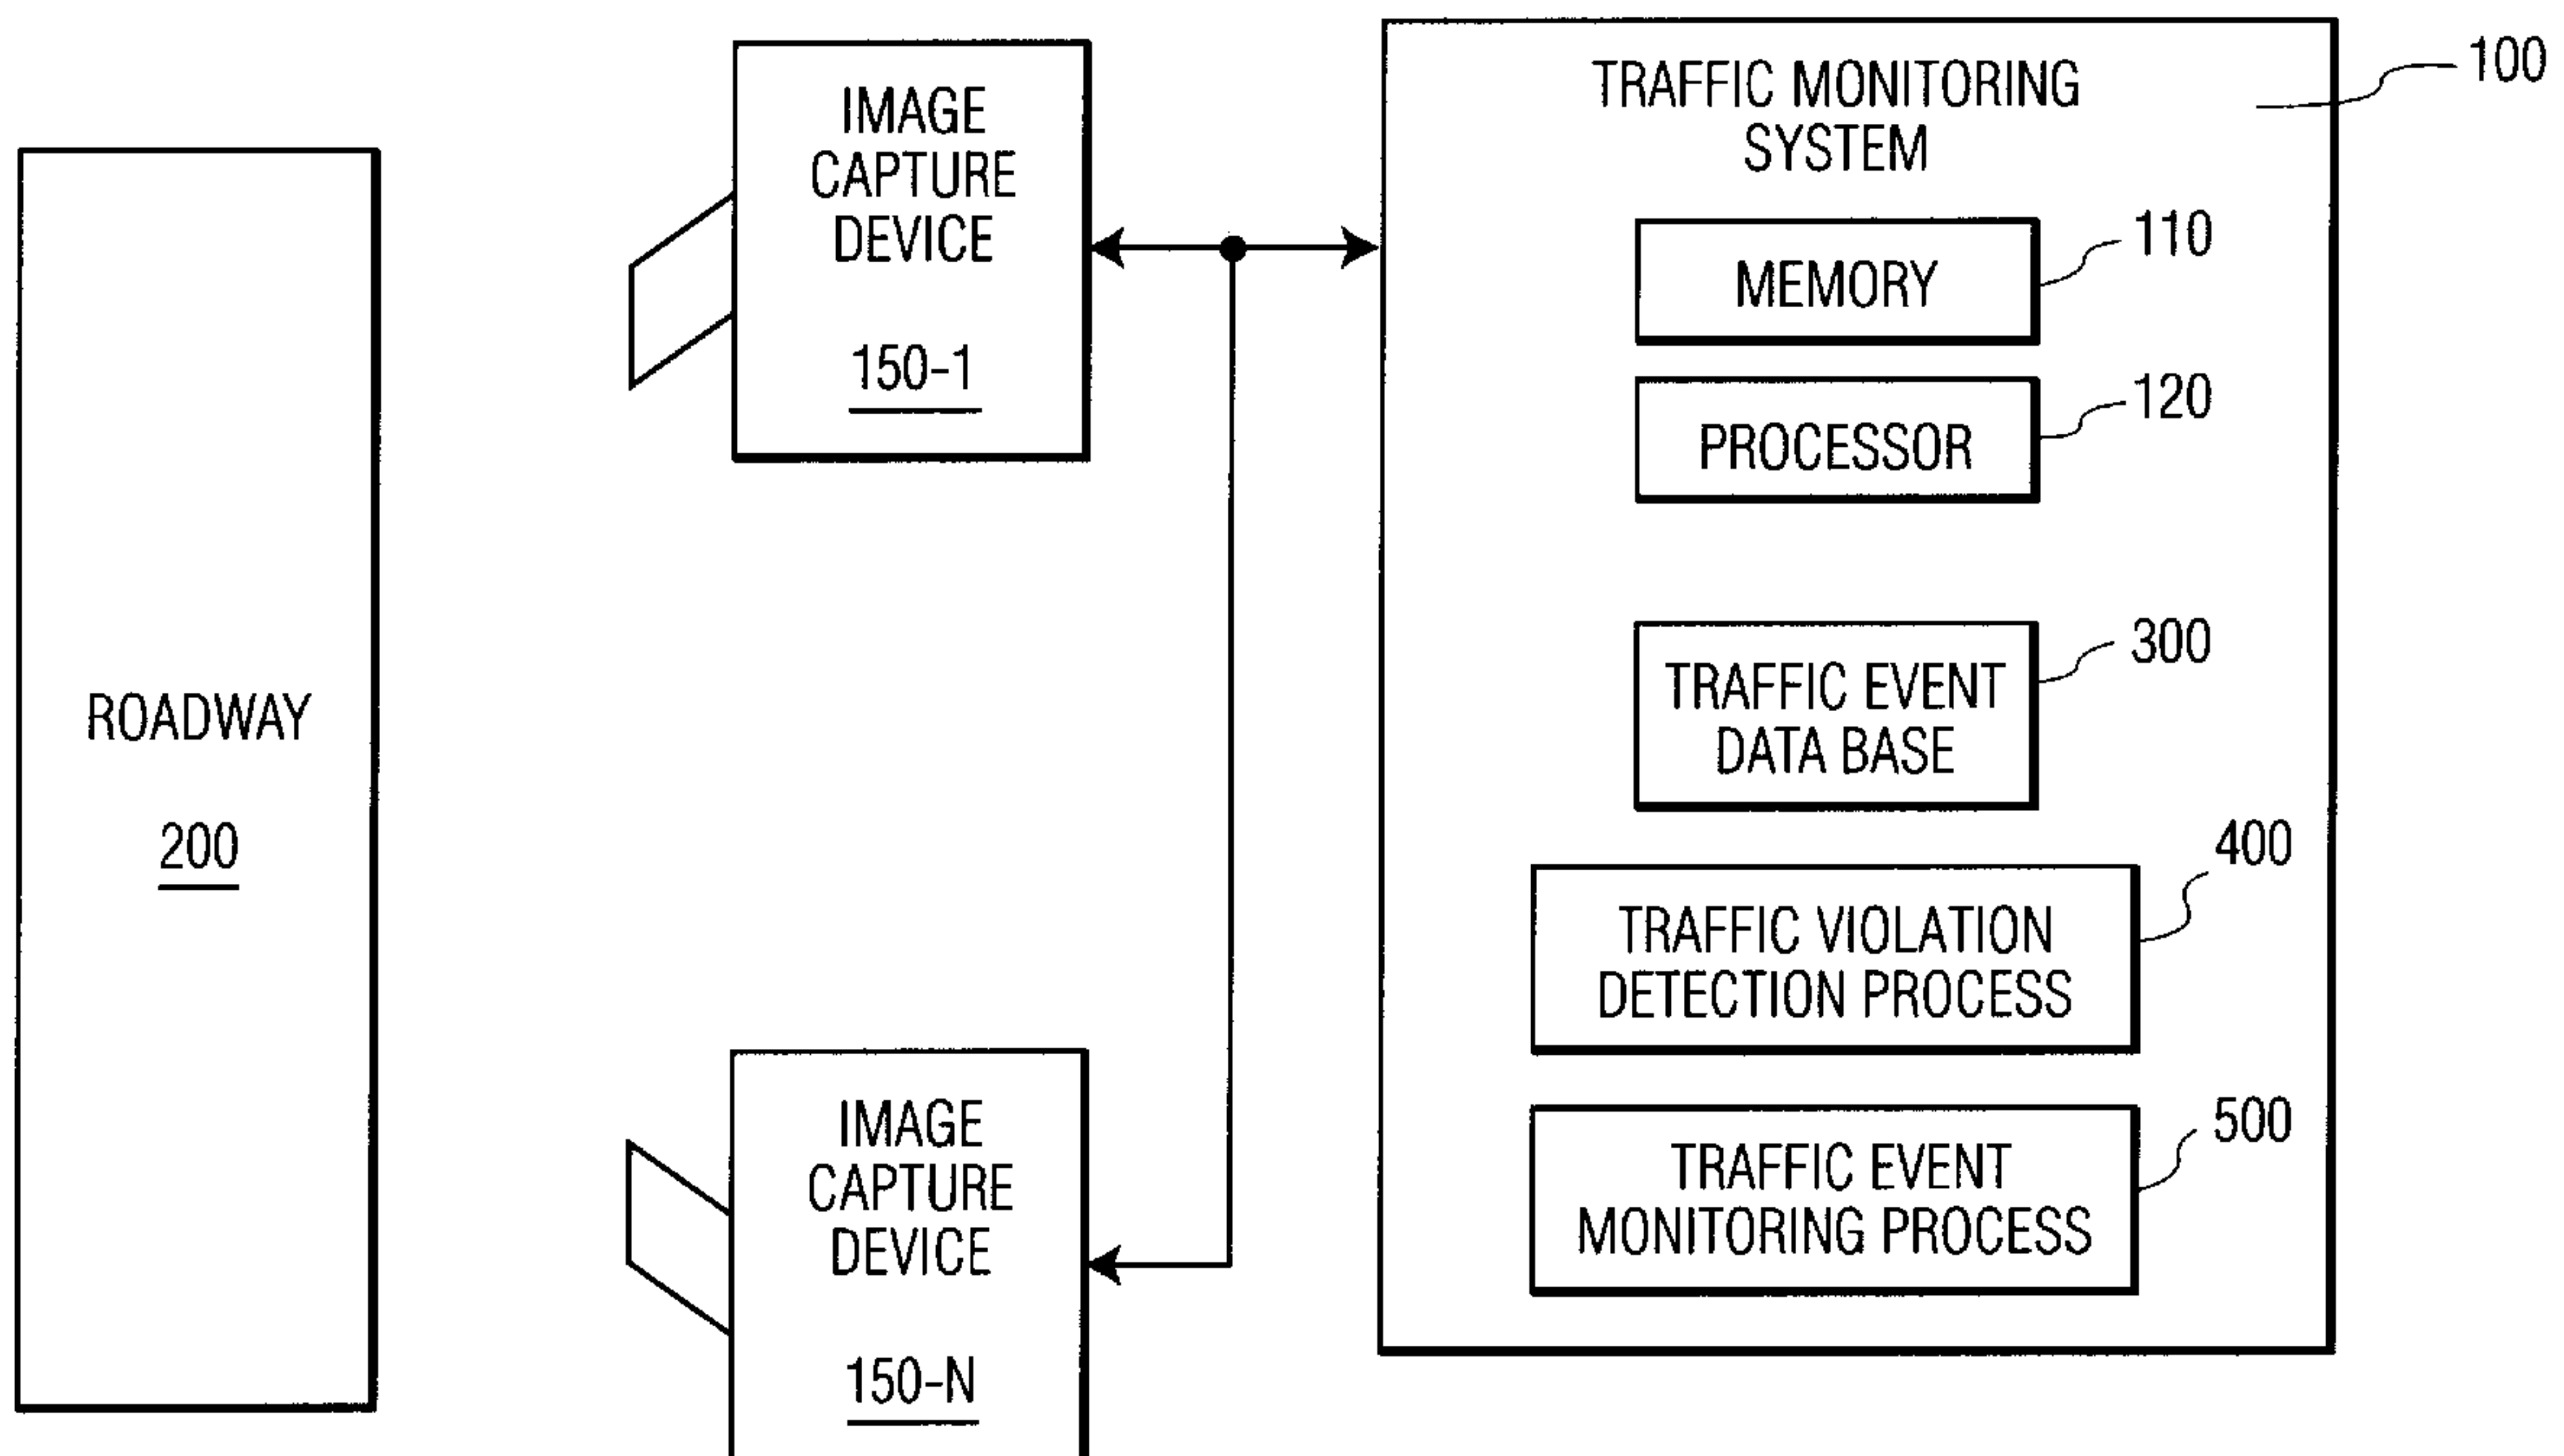 ROADWAY
200
IMAGE
CAPTURE
DEVICE
150-1
IMAGE
CAPTURE
DEVICE
150-N
TRAFFIC MONITORING
SYSTEM
100
MEMORY
110
PROCESSOR
120
TRAFFIC EVENT
DATA BASE
300
TRAFFIC VIOLATION
DETECTION PROCESS
400
TRAFFIC EVENT
MONITORING PROCESS
500